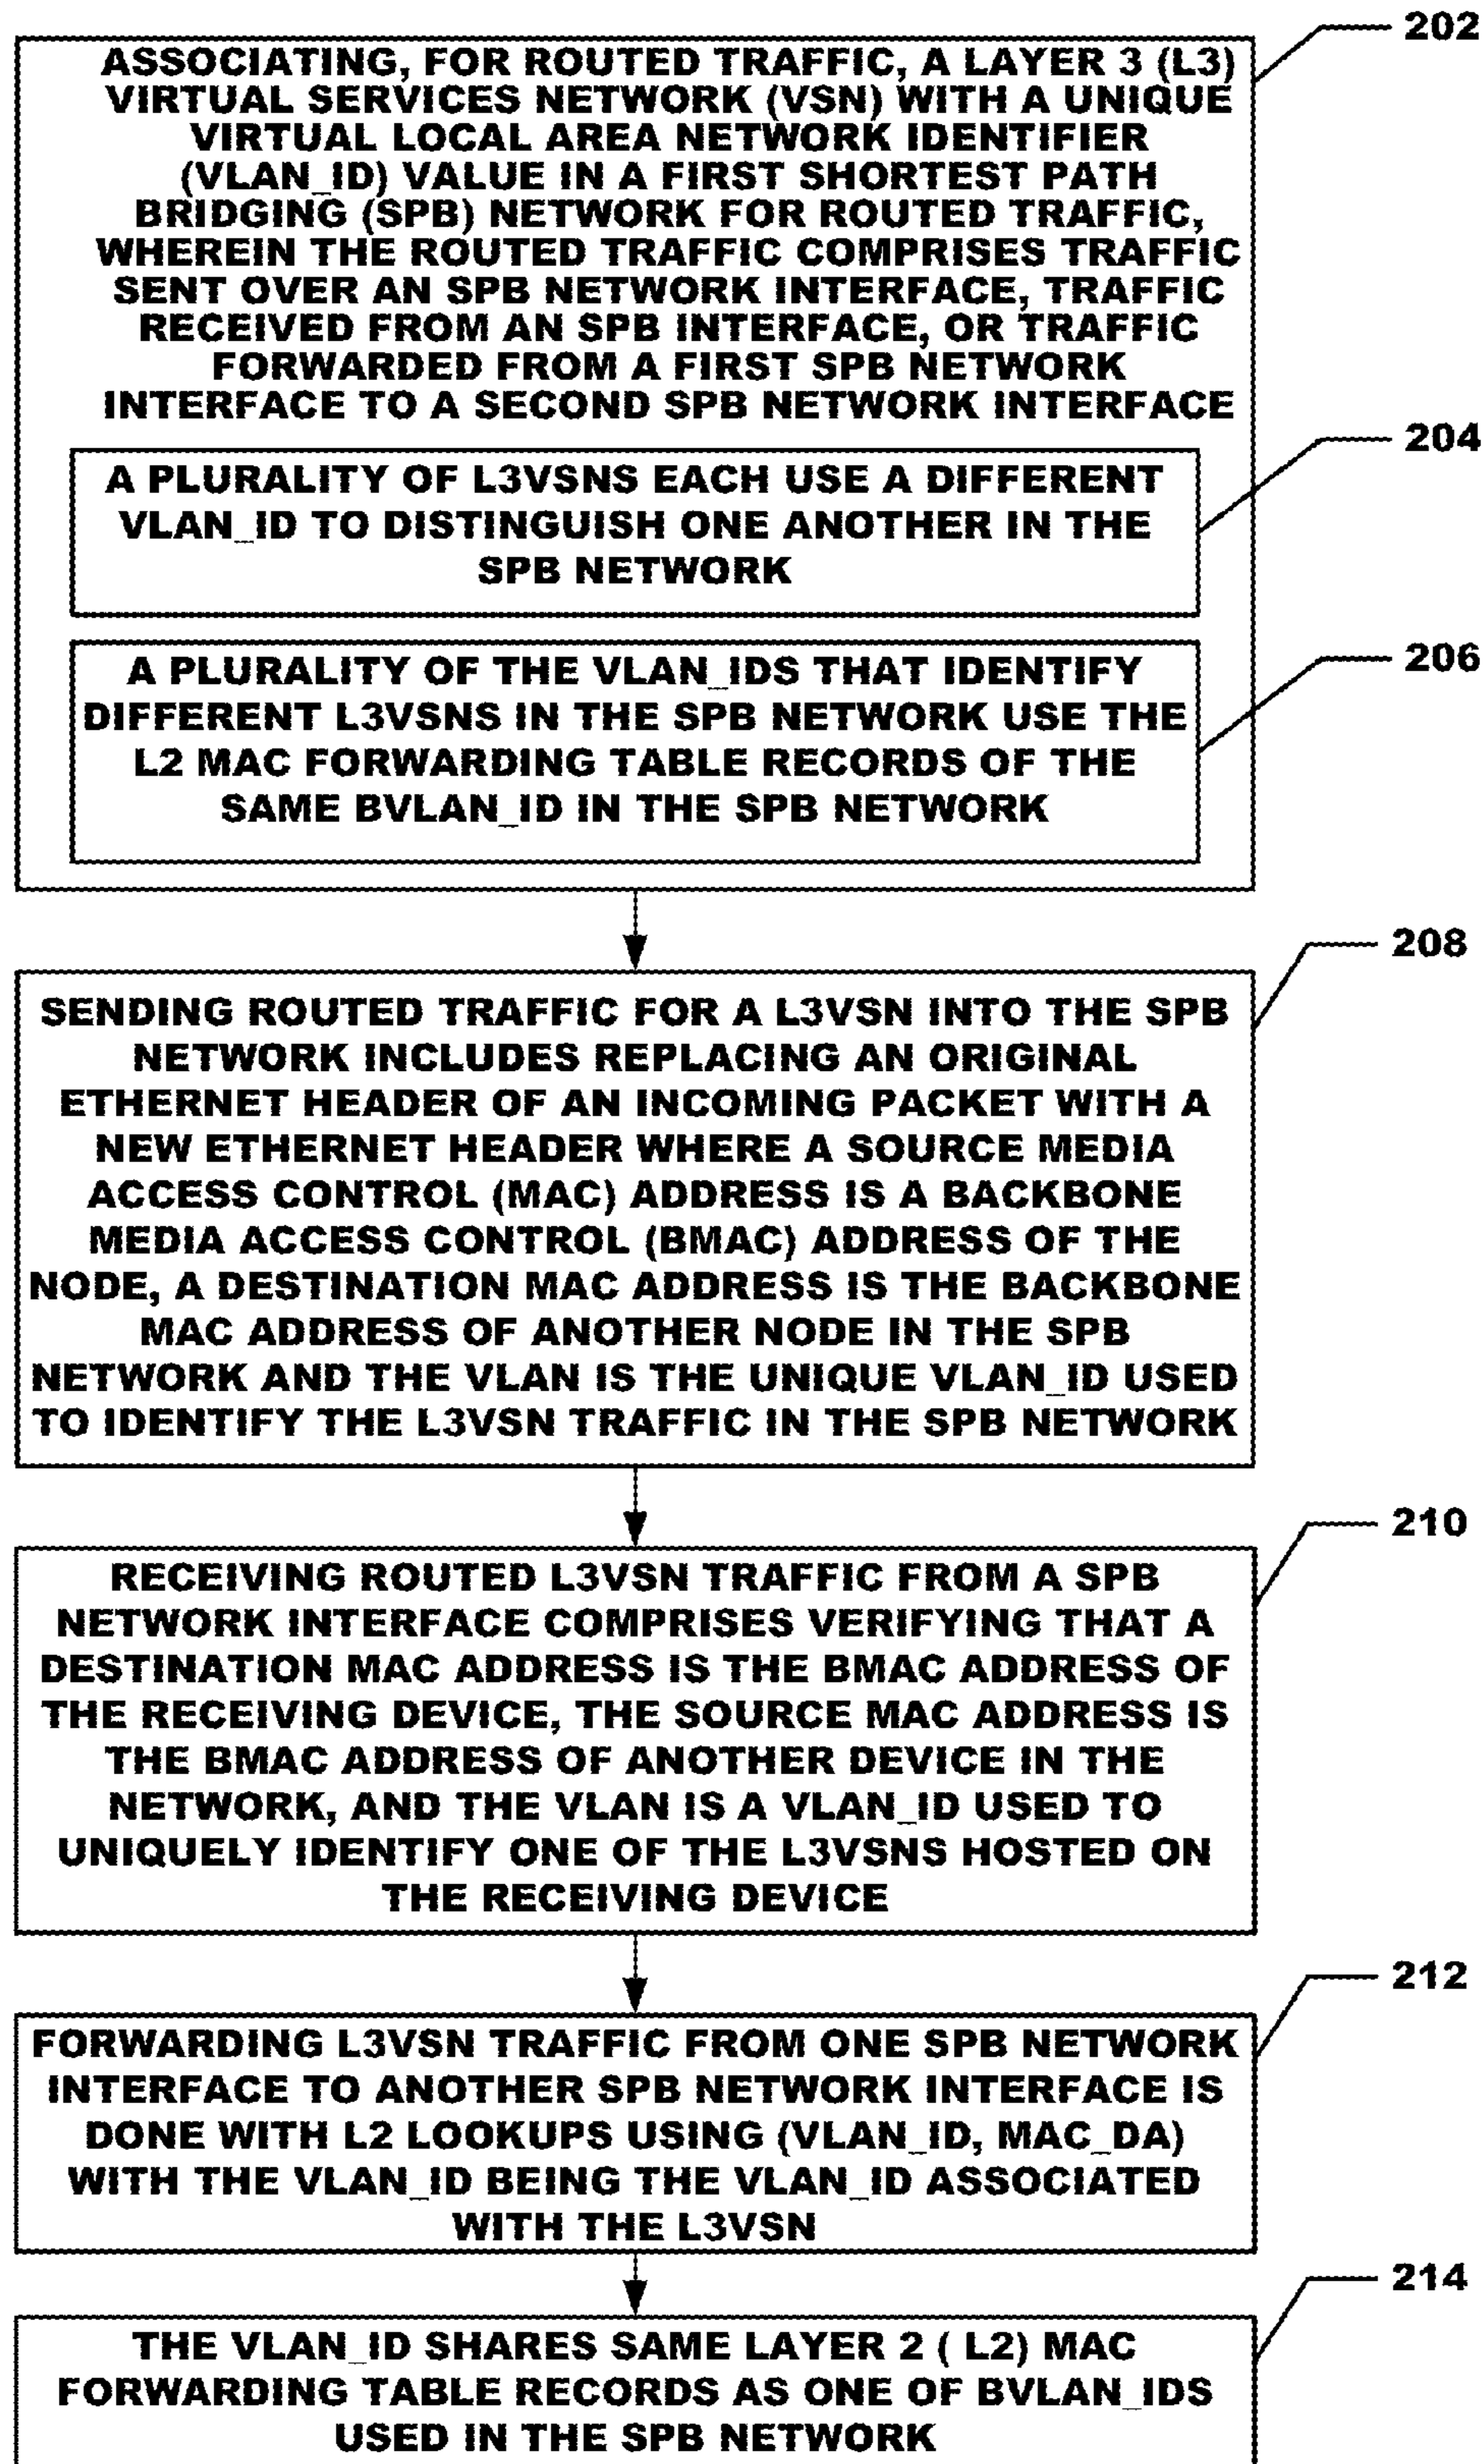 202
ASSOCIATING, FOR ROUTED TRAFFIC, A LAYER 3 (L3)
VIRTUAL SERVICES NETWORK (VSN) WITH A UNIQUE
VIRTUAL LOCAL AREA NETWORK IDENTIFIER
(VLAN_ID) VALUE IN A FIRST SHORTEST PATH
BRIDGING (SPB) NETWORK FOR ROUTED TRAFFIC,
WHEREIN THE ROUTED TRAFFIC COMPRISES TRAFFIC
SENT OVER AN SPB NETWORK INTERFACE, TRAFFIC
RECEIVED FROM AN SPB INTERFACE, OR TRAFFIC
FORWARDED FROM A FIRST SPB NETWORK
INTERFACE TO A SECOND SPB NETWORK INTERFACE
204
A PLURALITY OF L3VSNS EACH USE A DIFFERENT
VLAN_ID TO DISTINGUISH ONE ANOTHER IN THE
SPB NETWORK
206
A PLURALITY OF THE VLAN_IDS THAT IDENTIFY
DIFFERENT L3VSNS IN THE SPB NETWORK USE THE
L2 MAC FORWARDING TABLE RECORDS OF THE
SAME BVLAN_ID IN THE SPB NETWORK
208
SENDING ROUTED TRAFFIC FOR A L3VSN INTO THE SPB
NETWORK INCLUDES REPLACING AN ORIGINAL
ETHERNET HEADER OF AN INCOMING PACKET WITH A
NEW ETHERNET HEADER WHERE A SOURCE MEDIA
ACCESS CONTROL (MAC) ADDRESS IS A BACKBONE
MEDIA ACCESS CONTROL (BMAC) ADDRESS OF THE
NODE, A DESTINATION MAC ADDRESS IS THE BACKBONE
MAC ADDRESS OF ANOTHER NODE IN THE SPB
NETWORK AND THE VLAN IS THE UNIQUE VLAN_ID USED
TO IDENTIFY THE L3VSN TRAFFIC IN THE SPB NETWORK
210
RECEIVING ROUTED L3VSN TRAFFIC FROM A SPB
NETWORK INTERFACE COMPRISES VERIFYING THAT A
DESTINATION MAC ADDRESS IS THE BMAC ADDRESS OF
THE RECEIVING DEVICE, THE SOURCE MAC ADDRESS IS
THE BMAC ADDRESS OF ANOTHER DEVICE IN THE
NETWORK, AND THE VLAN IS A VLAN_ID USED TO
UNIQUELY IDENTIFY ONE OF THE L3VSNS HOSTED ON
THE RECEIVING DEVICE
212
FORWARDING L3VSN TRAFFIC FROM ONE SPB NETWORK
INTERFACE TO ANOTHER SPB NETWORK INTERFACE IS
DONE WITH L2 LOOKUPS USING (VLAN_ID, MAC_DA)
WITH THE VLAN_ID BEING THE VLAN_ID ASSOCIATED
WITH THE L3VSN
214
THE VLAN_ID SHARES SAME LAYER 2 ( L2) MAC
FORWARDING TABLE RECORDS AS ONE OF BVLAN_IDS
USED IN THE SPB NETWORK